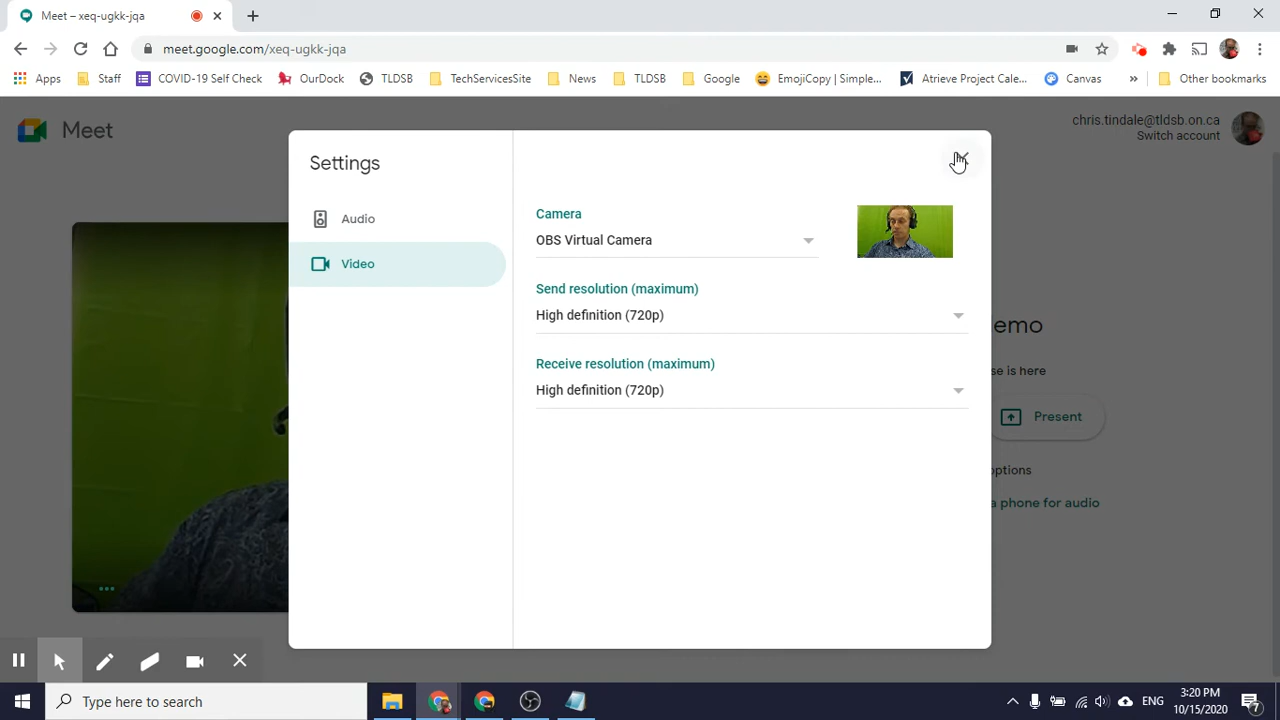 Meet – xeq-ugkk-jqa
meet.google.com/xeq-ugkk-jqa
Apps Staff COVID-19 Self Check OurDock TLDSB TechServicesSite News TLDSB Google EmojiCopy | Simple... Atrieve Project Cale... Canvas » Other bookmarks
Meet
chris.tindale@tldsb.on.ca
Switch account
Settings
Audio
Video
Camera
OBS Virtual Camera
Send resolution (maximum)
High definition (720p)
Receive resolution (maximum)
High definition (720p)
emo
se is here
Present
options
a phone for audio
Type here to search
ENG
3:20 PM
10/15/2020
7